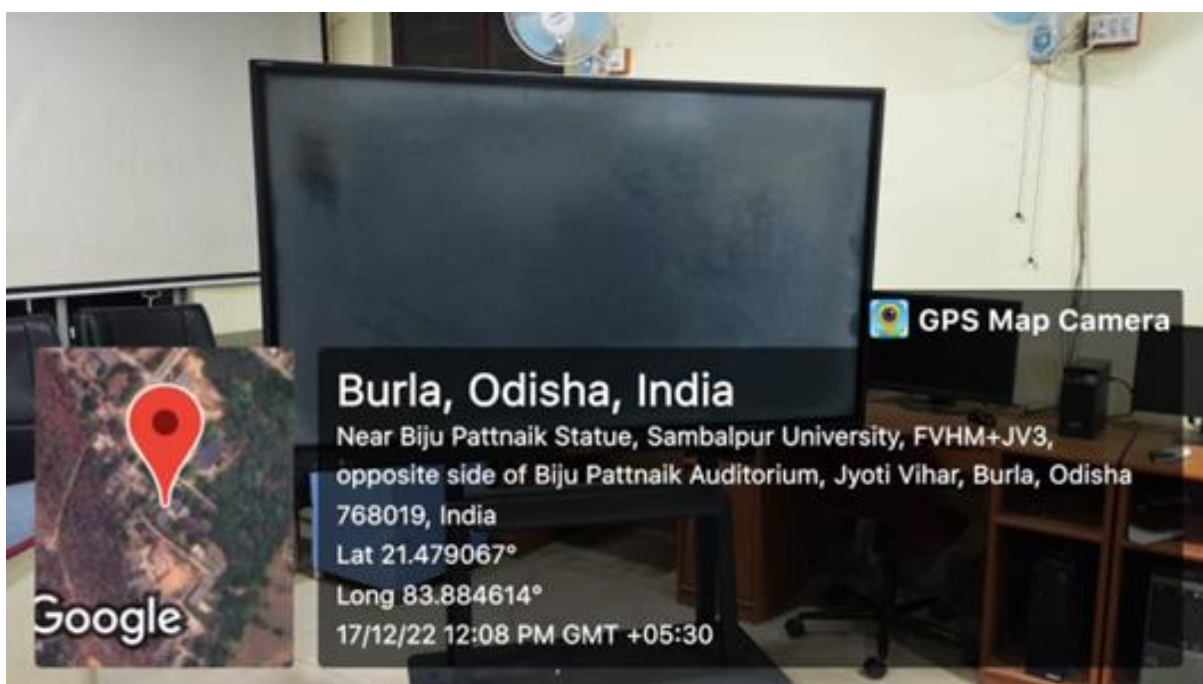 GPS Map Camera
Burla, Odisha, India
Near Biju Pattnaik Statue, Sambalpur University, FVHM+JV3,
opposite side of Biju Pattnaik Auditorium, Jyoti Vihar, Burla, Odisha
768019, India
Lat 21.479067°
Long 83.884614°
17/12/22 12:08 PM GMT +05:30
Google